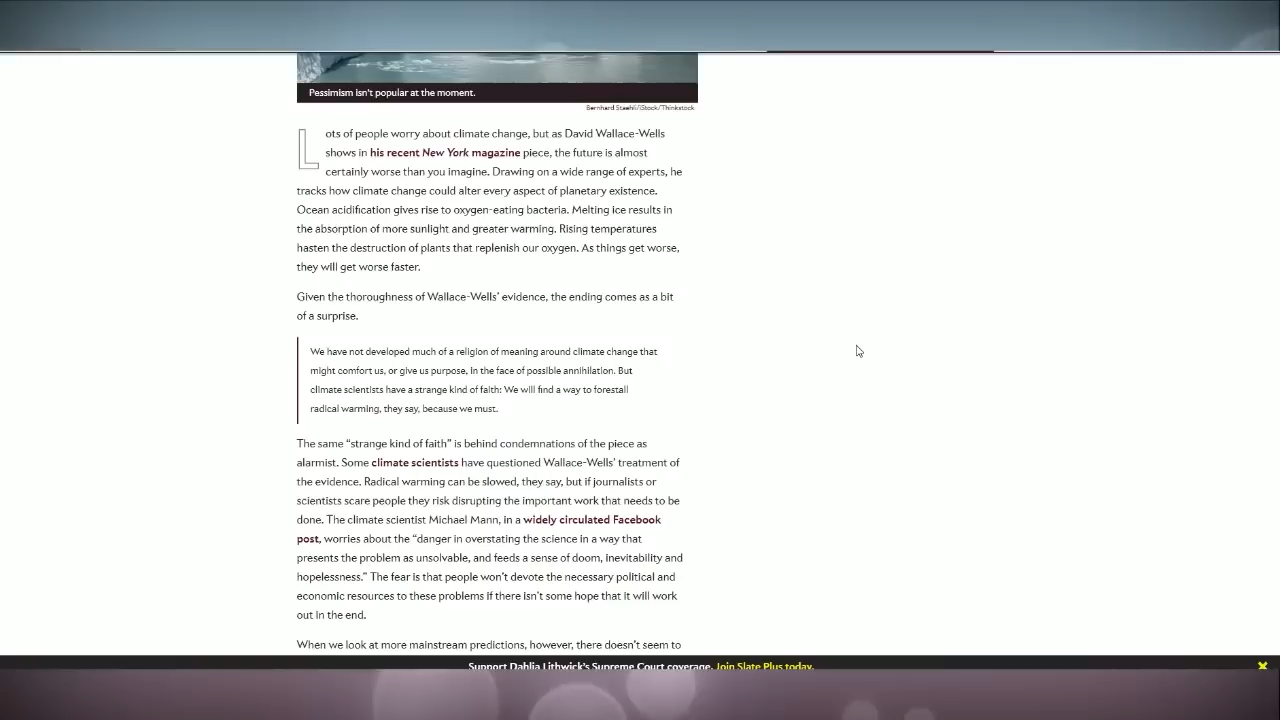 Pessimism isn't popular at the moment.
Bernhard Staehli/iStock/Thinkstock
Lots of people worry about climate change, but as David Wallace-Wells
shows in his recent New York magazine piece, the future is almost
certainly worse than you imagine. Drawing on a wide range of experts, he
tracks how climate change could alter every aspect of planetary existence.
Ocean acidification gives rise to oxygen-eating bacteria. Melting ice results in
the absorption of more sunlight and greater warming. Rising temperatures
hasten the destruction of plants that replenish our oxygen. As things get worse,
they will get worse faster.
Given the thoroughness of Wallace-Wells' evidence, the ending comes as a bit
of a surprise.
We have not developed much of a religion of meaning around climate change that
might comfort us, or give us purpose, in the face of possible annihilation. But
climate scientists have a strange kind of faith: We will find a way to forestall
radical warming, they say, because we must.
The same “strange kind of faith” is behind condemnations of the piece as
alarmist. Some climate scientists have questioned Wallace-Wells' treatment of
the evidence. Radical warming can be slowed, they say, but if journalists or
scientists scare people they risk disrupting the important work that needs to be
done. The climate scientist Michael Mann, in a widely circulated Facebook
post, worries about the “danger in overstating the science in a way that
presents the problem as unsolvable, and feeds a sense of doom, inevitability and
hopelessness.” The fear is that people won't devote the necessary political and
economic resources to these problems if there isn't some hope that it will work
out in the end.
When we look at more mainstream predictions, however, there doesn't seem to
Support Dahlia Lithwick's Supreme Court coverage. Join Slate Plus today.